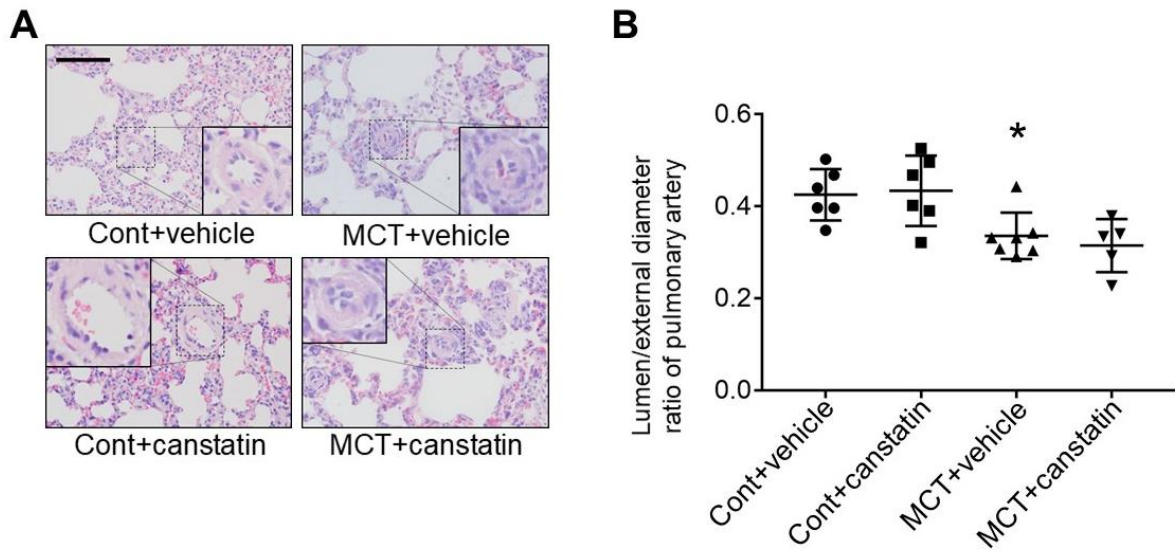 A
Cont+vehicle
MCT+vehicle
Cont+canstatin
MCT+canstatin
B
Lumen/external diameter
ratio of pulmonary artery
0.6
0.4
0.2
0.0
*
Cont+vehicle
Cont+canstatin
MCT+vehicle
MCT+canstatin